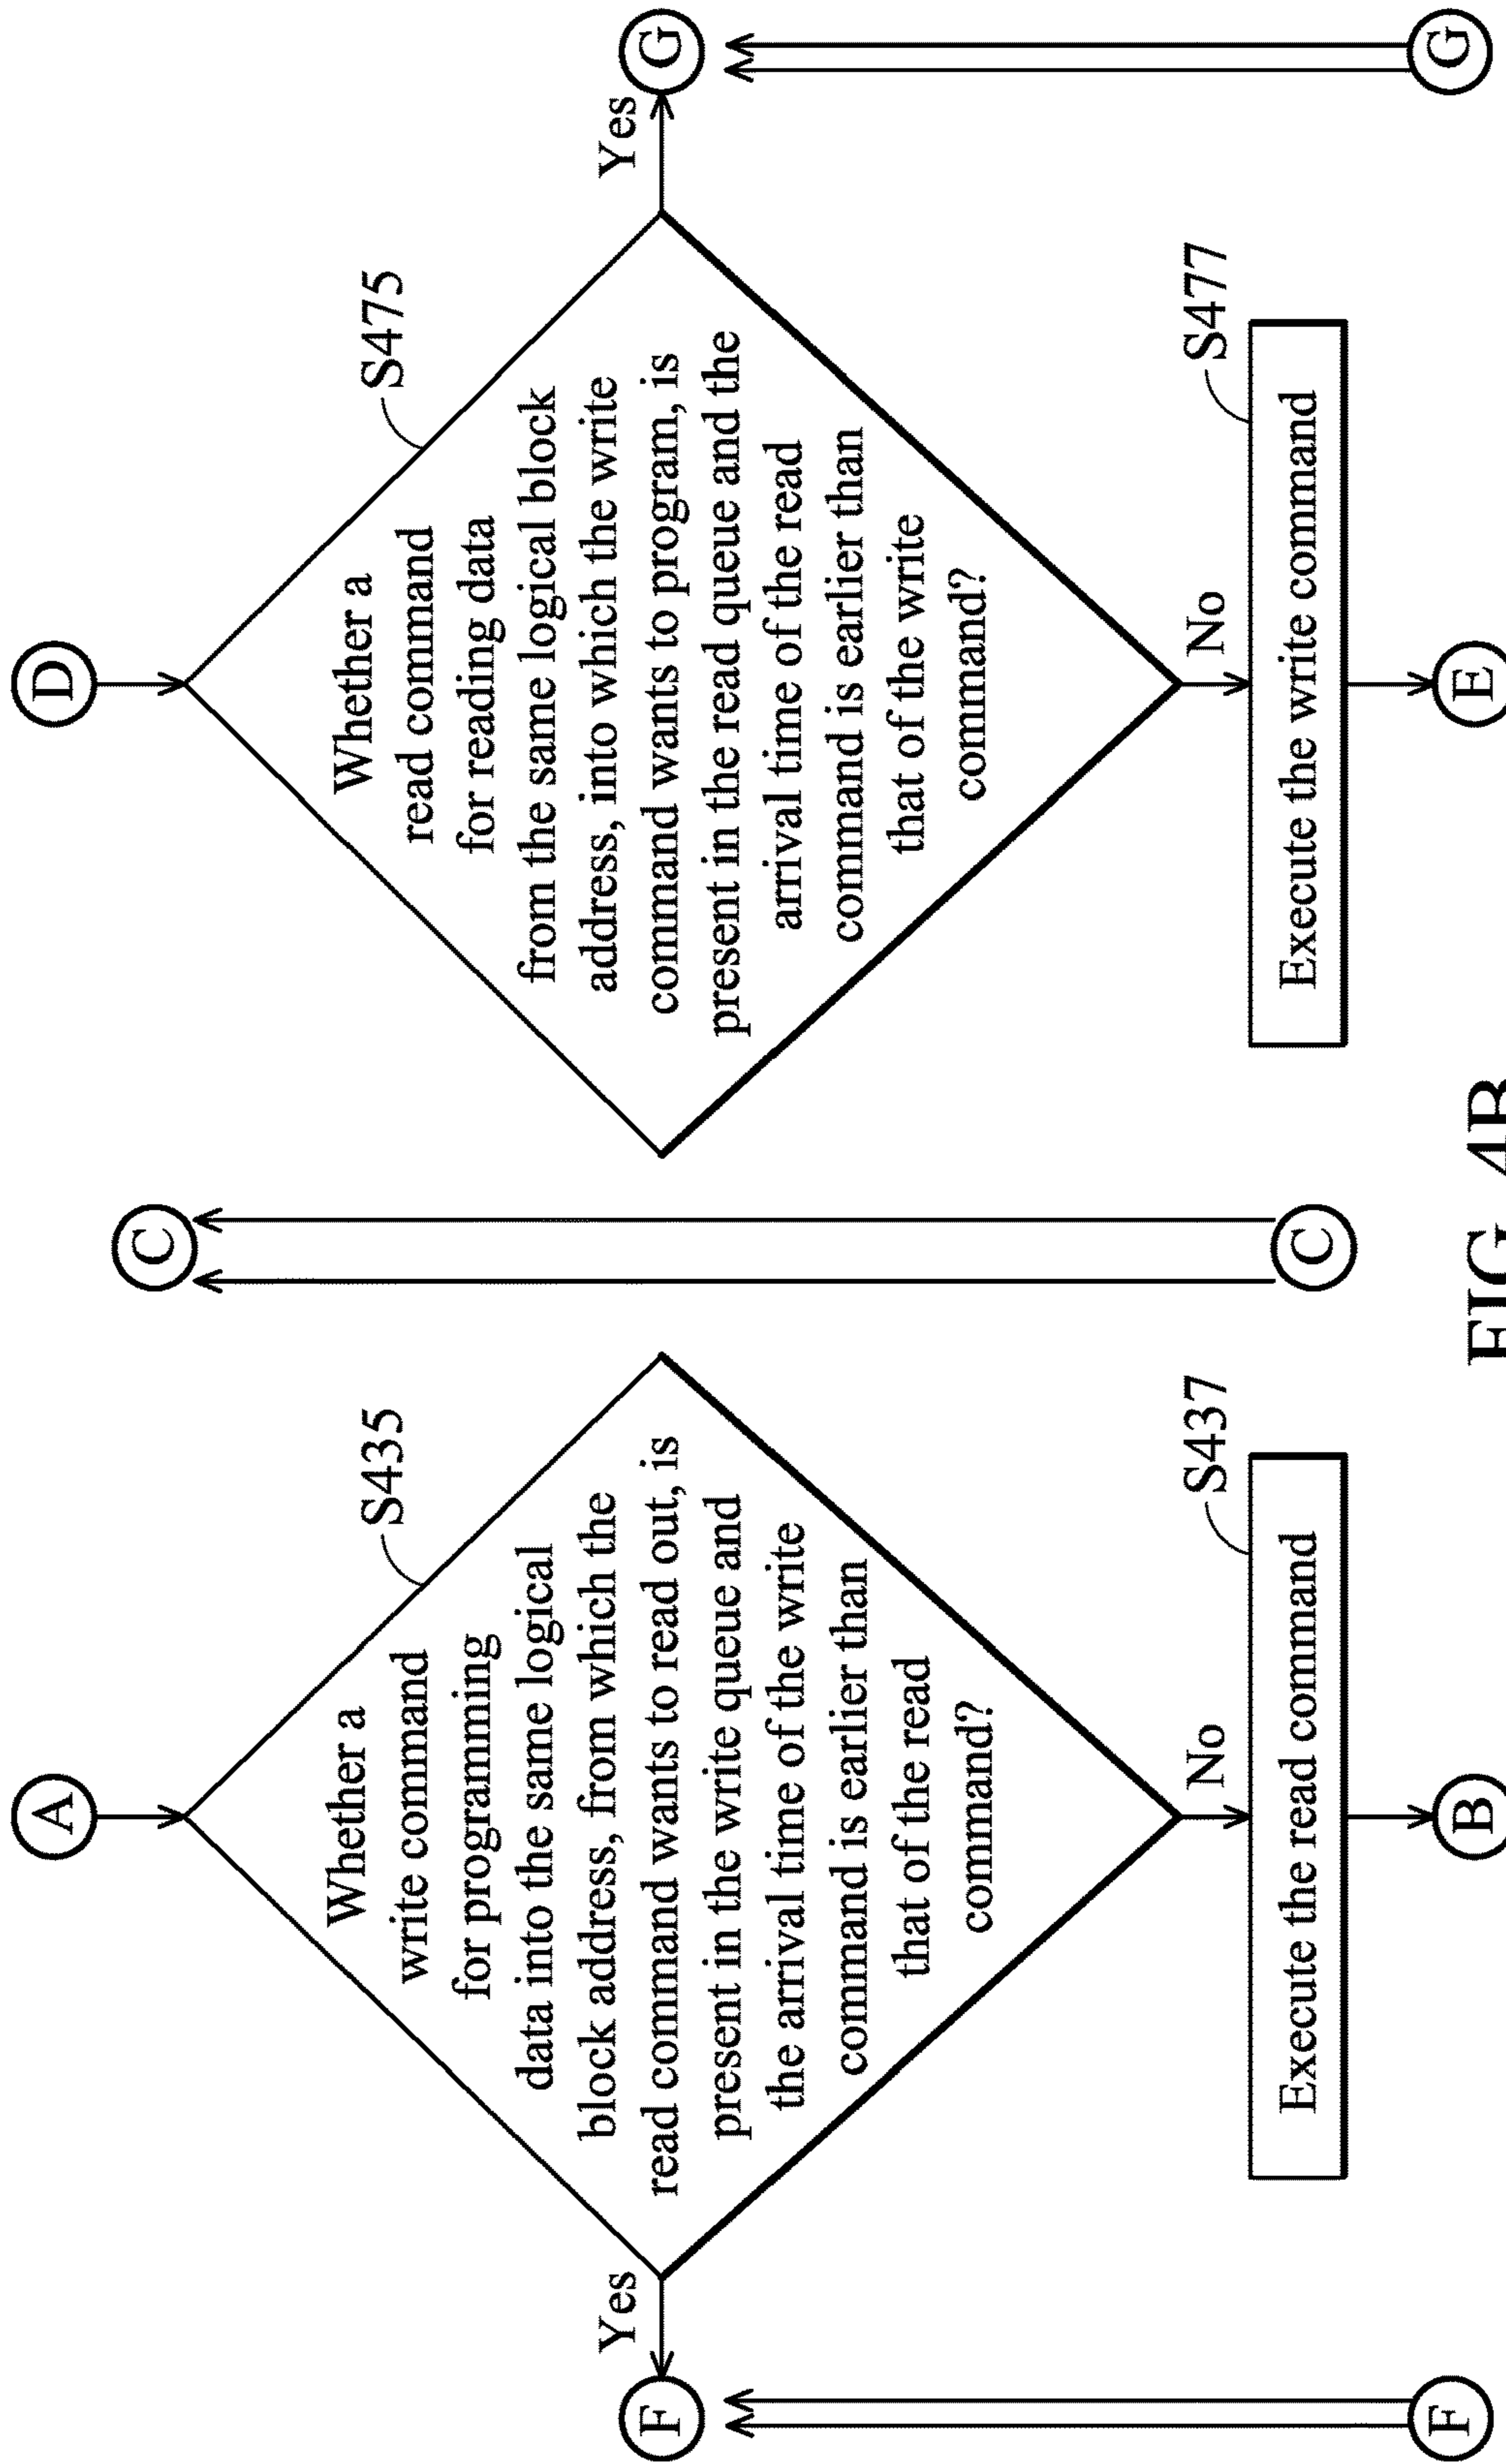 A
S435
Whether a
write command
for programming
data into the same logical
block address, from which the
read command wants to read out, is
present in the write queue and
the arrival time of the write
command is earlier than
that of the read
command?
Yes
F
No
S437
Execute the read command
B
F
C
C
D
S475
Whether a
read command
for reading data
from the same logical block
address, into which the write
command wants to program, is
present in the read queue and the
arrival time of the read
command is earlier than
that of the write
command?
Yes
G
No
S477
Execute the write command
E
G
FIG. 4B